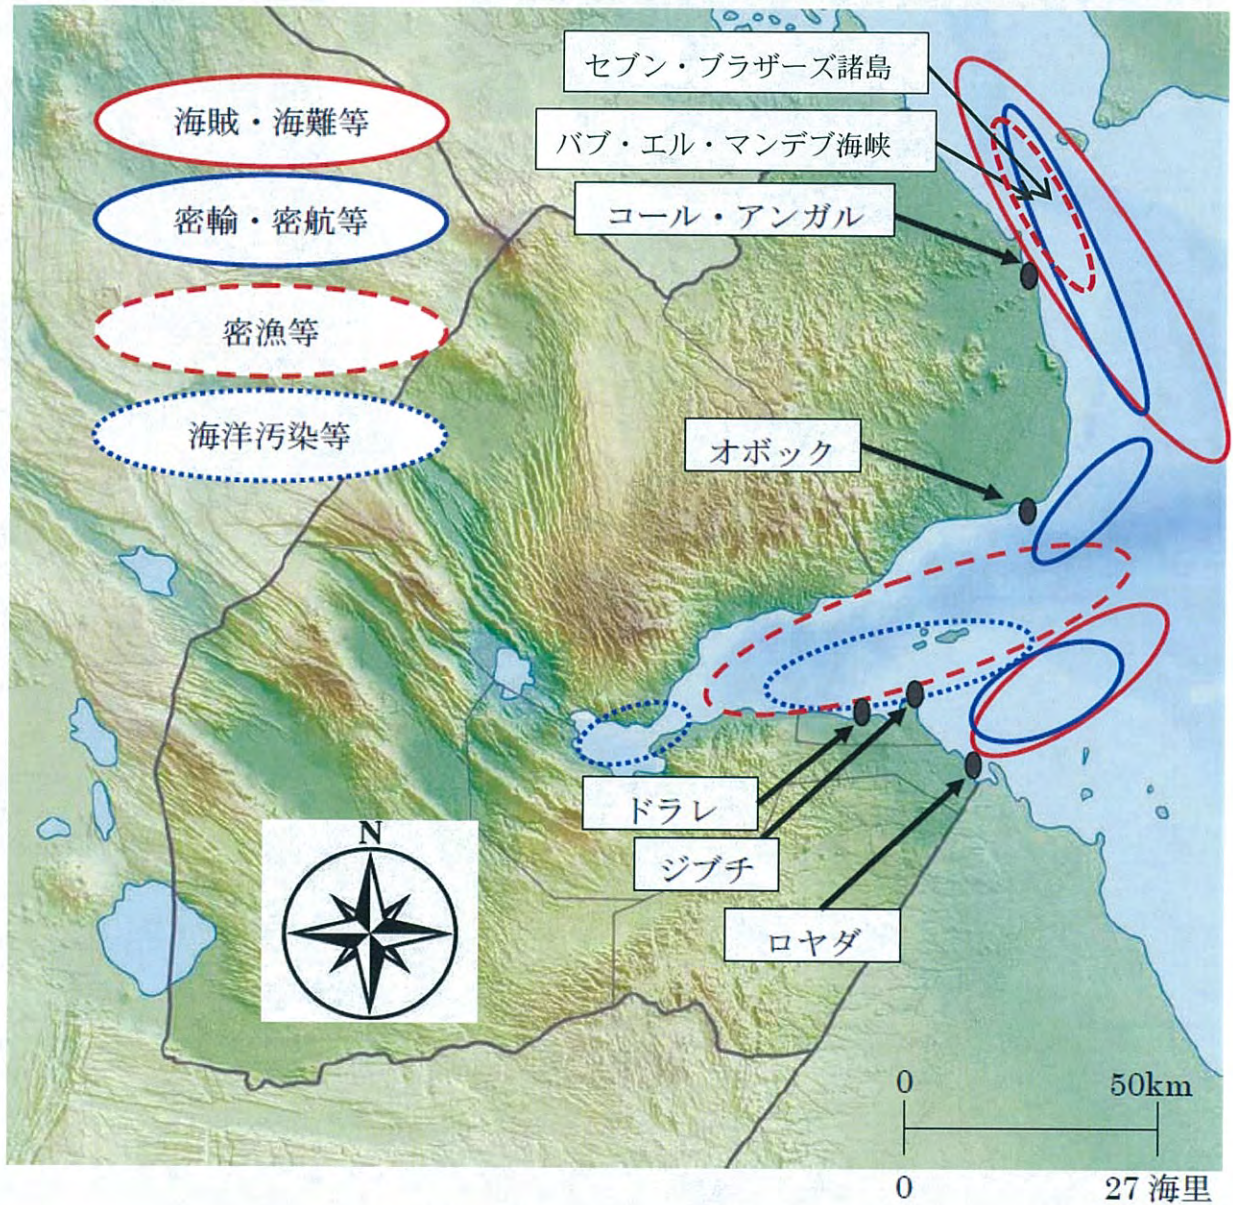 海賊・海難等
密輸・密航等
密漁等
海洋汚染等
セブン・ブラザーズ諸島
バブ・エル・マンデブ海峡
コール・アンガル
オボック
ドラレ
ジブチ
ロヤダ
N
0 50km
0 27 海里